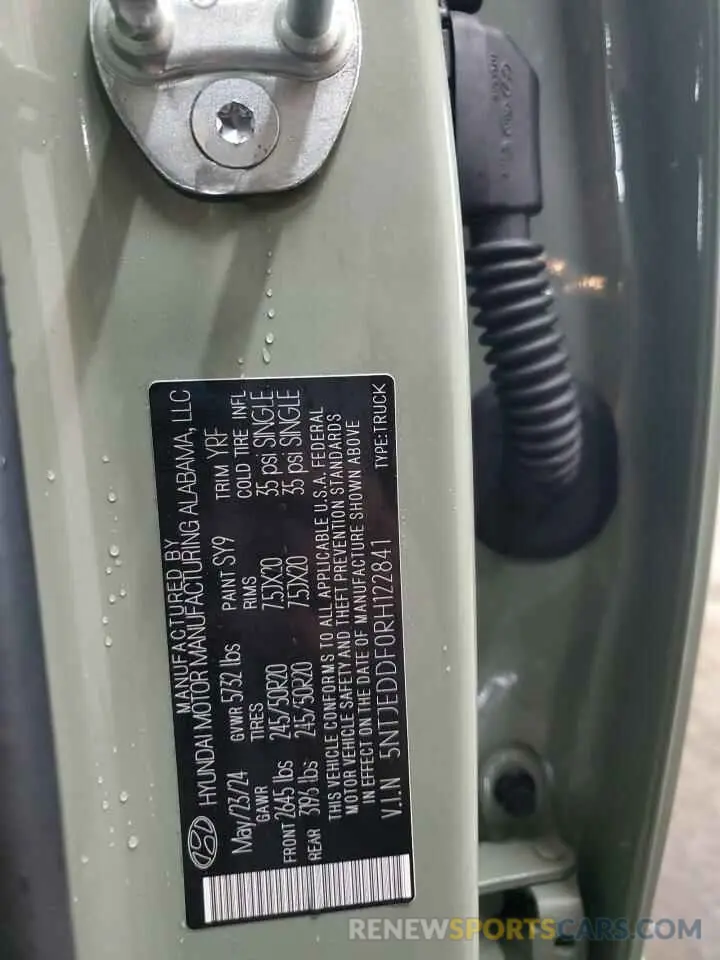 MANUFACTURED BY
HYUNDAI MOTOR MANUFACTURING ALABAMA, LLC
May/23/24 GVWR 5732 lbs PAINT SY9 TRIM YRF
GAWR TIRES RIMS COLD TIRE INFL
FRONT 2645 lbs 245/50R20 7.5JX20 35 psi SINGLE
REAR 3196 lbs 245/50R20 7.5JX20 35 psi SINGLE
THIS VEHICLE CONFORMS TO ALL APPLICABLE U.S.A. FEDERAL
MOTOR VEHICLE SAFETY AND THEFT PREVENTION STANDARDS
IN EFFECT ON THE DATE OF MANUFACTURE SHOWN ABOVE
V.I.N 5NTJEDDF0RH122841 TYPE:TRUCK
RENEWSPORTSCARS.COM